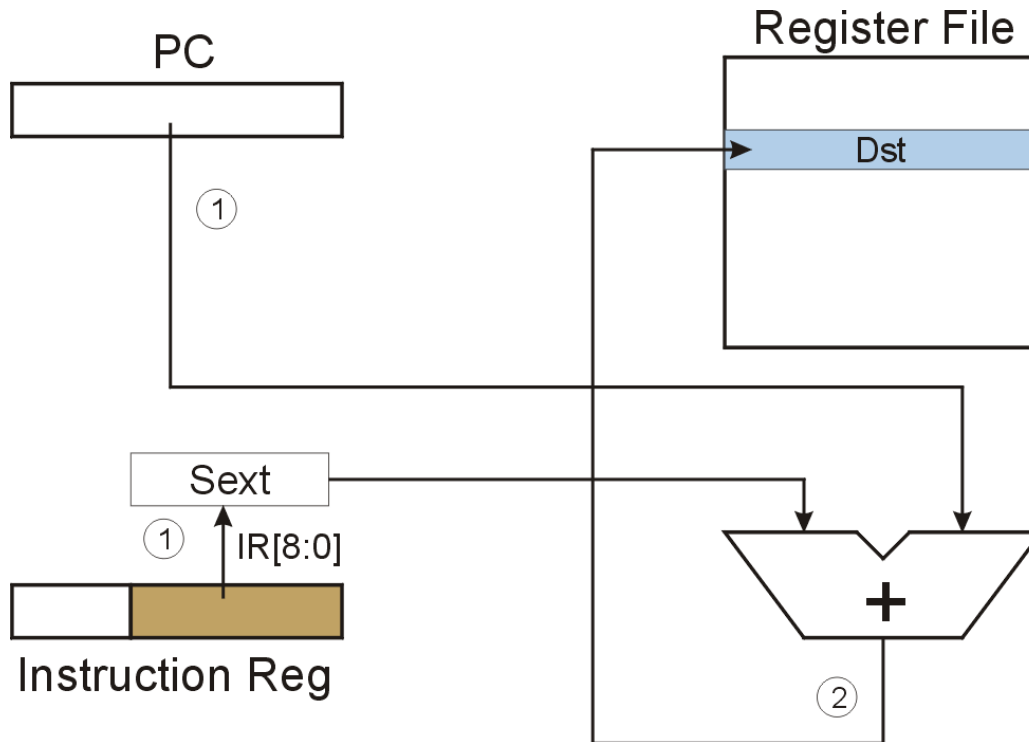 PC
Register File
Dst
1
Sext
1
IR[8:0]
+
Instruction Reg
2